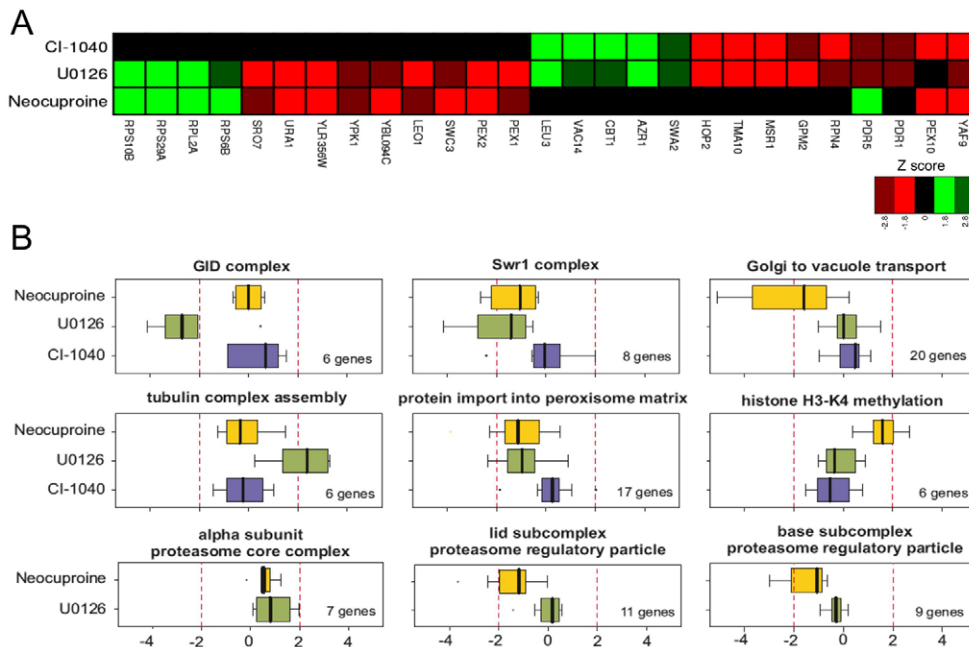 A
CI-1040
U0126
Neocuproine
RPS10B
RPS29A
RPL2A
RPS6B
SRO7
URA1
YLR356W
YPK1
YBL094C
LEO1
SWC3
PEX2
PEX1
LEU3
VAC14
CBT1
AZR1
SWA2
HOP2
TMA10
MSR1
GPM2
RPN4
PDR5
PDR1
PEX10
YAF9
Z score
-2.8
-1.8
0
1.8
2.8
B
GID complex
Swr1 complex
Golgi to vacuole transport
Neocuproine
U0126
CI-1040
6 genes
8 genes
20 genes
tubulin complex assembly
protein import into peroxisome matrix
histone H3-K4 methylation
Neocuproine
U0126
CI-1040
6 genes
17 genes
6 genes
alpha subunit
proteasome core complex
lid subcomplex
proteasome regulatory particle
base subcomplex
proteasome regulatory particle
Neocuproine
U0126
7 genes
11 genes
9 genes
-4 -2 0 2 4
-4 -2 0 2 4
-4 -2 0 2 4